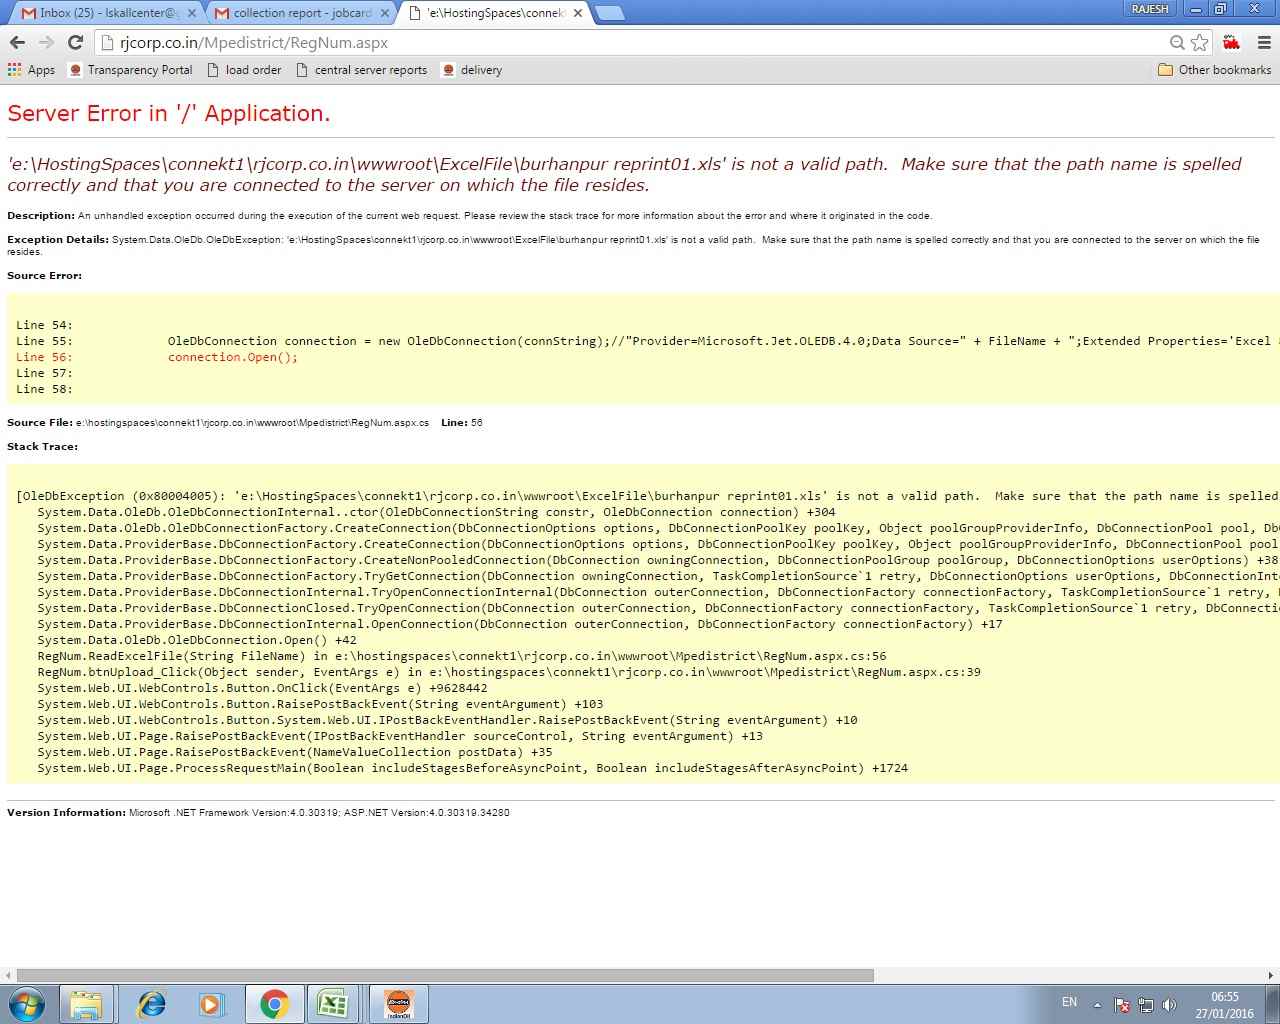 Inbox (25) - lskallcenter@g
collection report - jobcard
'e:\HostingSpaces\connekt
RAJESH
rjcorp.co.in/Mpedistrict/RegNum.aspx
Apps
Transparency Portal
load order
central server reports
delivery
Other bookmarks
Server Error in '/' Application.
'e:\HostingSpaces\connekt1\rjcorp.co.in\wwwroot\ExcelFile\burhanpur reprint01.xls' is not a valid path.  Make sure that the path name is spelled
correctly and that you are connected to the server on which the file resides.
Description: An unhandled exception occurred during the execution of the current web request. Please review the stack trace for more information about the error and where it originated in the code.
Exception Details: System.Data.OleDb.OleDbException: 'e:\HostingSpaces\connekt1\rjcorp.co.in\wwwroot\ExcelFile\burhanpur reprint01.xls' is not a valid path.  Make sure that the path name is spelled correctly and that you are connected to the server on which the file
resides.
Source Error:
Line 54:
Line 55:             OleDbConnection connection = new OleDbConnection(connString);//"Provider=Microsoft.Jet.OLEDB.4.0;Data Source=" + FileName + ";Extended Properties='Excel
Line 56:             connection.Open();
Line 57:
Line 58:
Source File: e:\hostingspaces\connekt1\rjcorp.co.in\wwwroot\Mpedistrict\RegNum.aspx.cs    Line: 56
Stack Trace:
[OleDbException (0x80004005): 'e:\HostingSpaces\connekt1\rjcorp.co.in\wwwroot\ExcelFile\burhanpur reprint01.xls' is not a valid path.  Make sure that the path name is spelled
System.Data.OleDb.OleDbConnectionInternal..ctor(OleDbConnectionString constr, OleDbConnection connection) +304
System.Data.OleDb.OleDbConnectionFactory.CreateConnection(DbConnectionOptions options, DbConnectionPoolKey poolKey, Object poolGroupProviderInfo, DbConnectionPool pool, Db
System.Data.ProviderBase.DbConnectionFactory.CreateConnection(DbConnectionOptions options, DbConnectionPoolKey poolKey, Object poolGroupProviderInfo, DbConnectionPool pool
System.Data.ProviderBase.DbConnectionFactory.CreateNonPooledConnection(DbConnection owningConnection, DbConnectionPoolGroup poolGroup, DbConnectionOptions userOptions) +38
System.Data.ProviderBase.DbConnectionFactory.TryGetConnection(DbConnection owningConnection, TaskCompletionSource`1 retry, DbConnectionOptions userOptions, DbConnectionInte
System.Data.ProviderBase.DbConnectionInternal.TryOpenConnectionInternal(DbConnection outerConnection, DbConnectionFactory connectionFactory, TaskCompletionSource`1 retry,
System.Data.ProviderBase.DbConnectionClosed.TryOpenConnection(DbConnection outerConnection, DbConnectionFactory connectionFactory, TaskCompletionSource`1 retry, DbConnectio
System.Data.ProviderBase.DbConnectionInternal.OpenConnection(DbConnection outerConnection, DbConnectionFactory connectionFactory) +17
System.Data.OleDb.OleDbConnection.Open() +42
RegNum.ReadExcelFile(String FileName) in e:\hostingspaces\connekt1\rjcorp.co.in\wwwroot\Mpedistrict\RegNum.aspx.cs:56
RegNum.btnUpload_Click(Object sender, EventArgs e) in e:\hostingspaces\connekt1\rjcorp.co.in\wwwroot\Mpedistrict\RegNum.aspx.cs:39
System.Web.UI.WebControls.Button.OnClick(EventArgs e) +9628442
System.Web.UI.WebControls.Button.RaisePostBackEvent(String eventArgument) +103
System.Web.UI.WebControls.Button.System.Web.UI.IPostBackEventHandler.RaisePostBackEvent(String eventArgument) +10
System.Web.UI.Page.RaisePostBackEvent(IPostBackEventHandler sourceControl, String eventArgument) +13
System.Web.UI.Page.RaisePostBackEvent(NameValueCollection postData) +35
System.Web.UI.Page.ProcessRequestMain(Boolean includeStagesBeforeAsyncPoint, Boolean includeStagesAfterAsyncPoint) +1724
Version Information: Microsoft .NET Framework Version:4.0.30319; ASP.NET Version:4.0.30319.34280
IndianOil
EN
06:55
27/01/2016